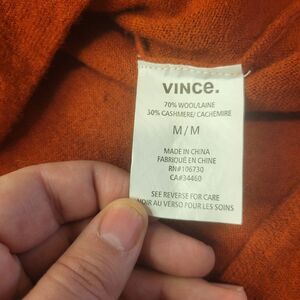 VINCE.
70% WOOL/LAINE
30% CASHMERE/ CACHEMIRE
M/M
MADE IN CHINA
FABRIQUÉ EN CHINE
RN#106730
CA#34460
SEE REVERSE FOR CARE
VOIR AU VERSO POUR LES SOINS